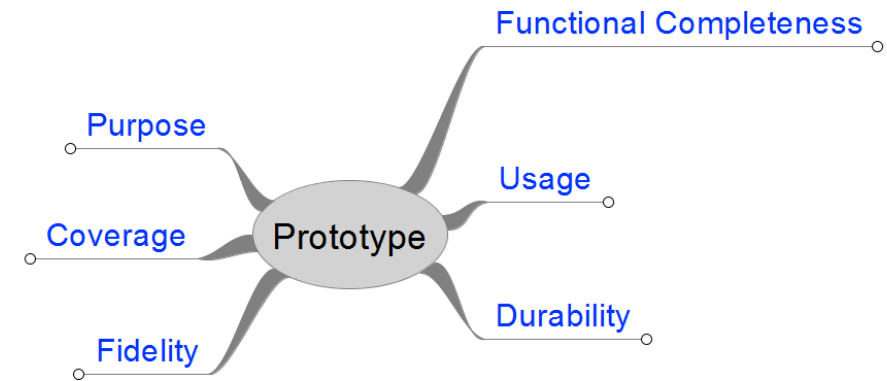 Functional Completeness
Purpose
Usage
Coverage
Prototype
Durability
Fidelity